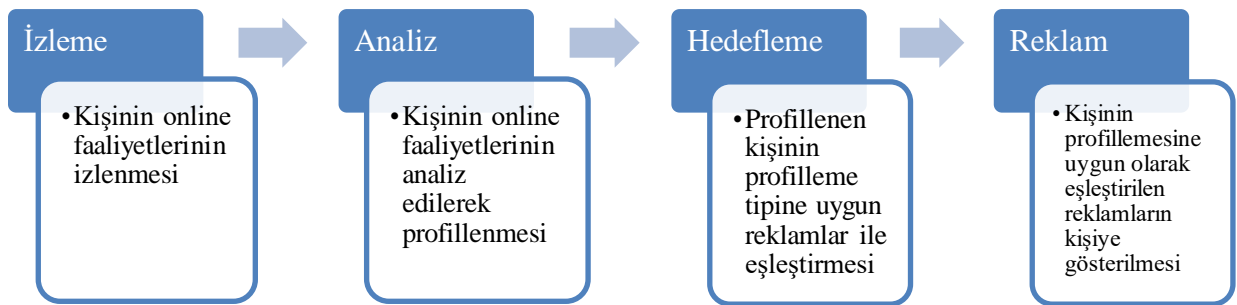 İzleme
•Kişinin online
faaliyetlerinin
izlenmesi
Analiz
•Kişinin online
faaliyetlerinin
analiz
edilerek
profillenmesi
Hedefleme
•Profillenen
kişinin
profilleme
tipine uygun
reklamlar ile
eşleştirmesi
Reklam
•Kişinin
profillemesine
uygun olarak
eşleştirilen
reklamların
kişiye
gösterilmesi